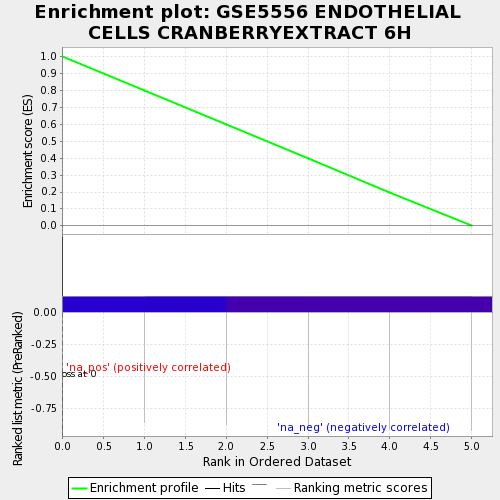 Enrichment plot: GSE5556 ENDOTHELIAL
CELLS CRANBERRYEXTRACT 6H
Enrichment score (ES)
1.0
0.9
0.8
0.7
0.6
0.5
0.4
0.3
0.2
0.1
0.0
Ranked list metric (PreRanked)
0.00
-0.25
-0.50
-0.75
'na_pos' (positively correlated)
oss at 0
'na_neg' (negatively correlated)
0.0 0.5 1.0 1.5 2.0 2.5 3.0 3.5 4.0 4.5 5.0
Rank in Ordered Dataset
Enrichment profile Hits Ranking metric scores